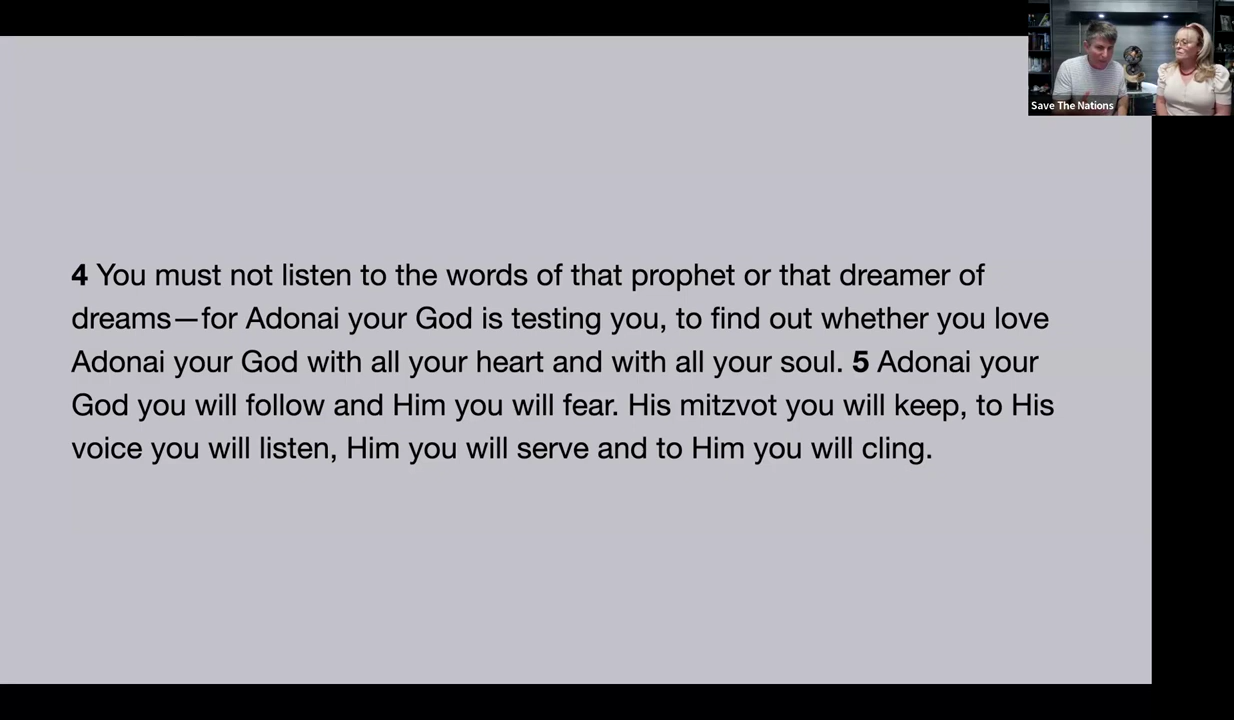 Save The Nations
4 You must not listen to the words of that prophet or that dreamer of
dreams—for Adonai your God is testing you, to find out whether you love
Adonai your God with all your heart and with all your soul. 5 Adonai your
God you will follow and Him you will fear. His mitzvot you will keep, to His
voice you will listen, Him you will serve and to Him you will cling.